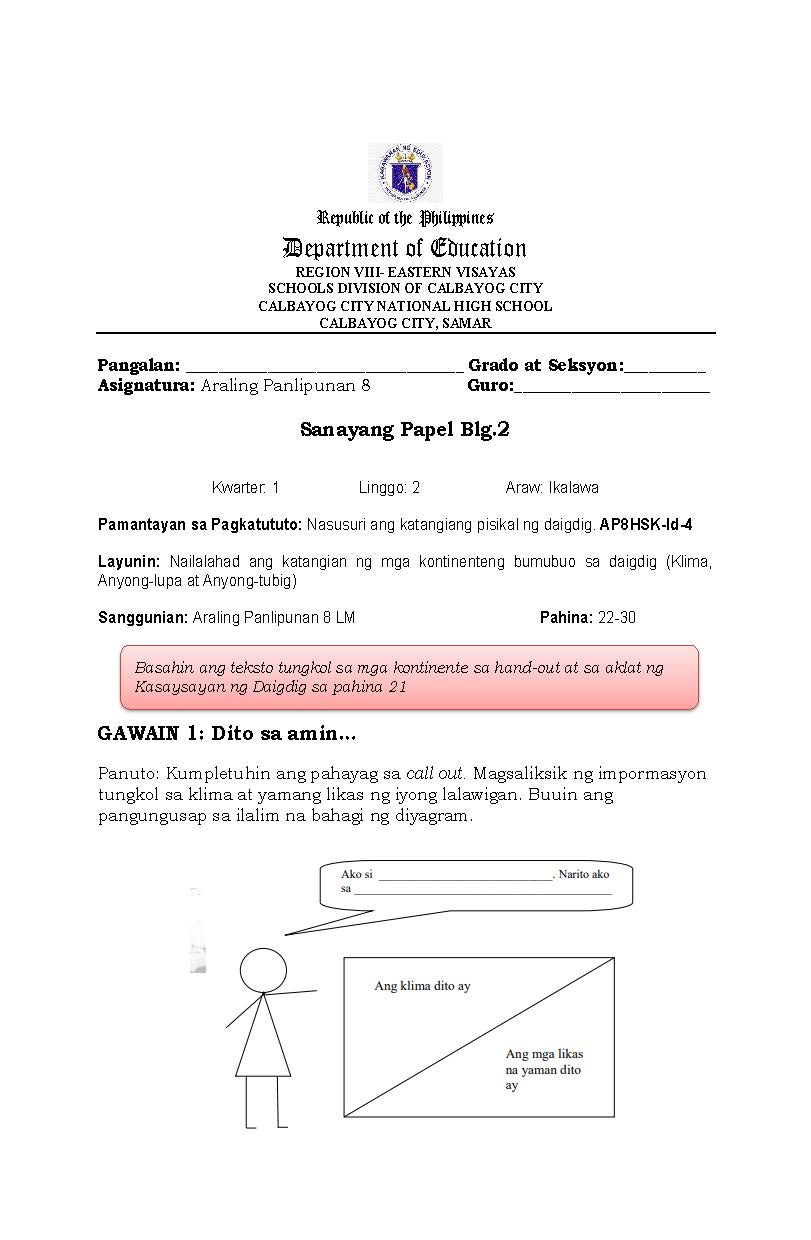 Republic of the Philippines
Department of Education
REGION VIII- EASTERN VISAYAS
SCHOOLS DIVISION OF CALBAYOG CITY
CALBAYOG CITY NATIONAL HIGH SCHOOL
CALBAYOG CITY, SAMAR
Pangalan: ______________________________ Grado at Seksyon:_________
Asignatura: Araling Panlipunan 8 Guro:_____________________
Sanayang Papel Blg.2
Kwarter: 1 Linggo: 2 Araw: Ikalawa
Pamantayan sa Pagkatututo: Nasusuri ang katangiang pisikal ng daigdig. AP8HSK-Id-4
Layunin: Nailalahad ang katangian ng mga kontinenteng bumubuo sa daigdig (Klima,
Anyong-lupa at Anyong-tubig)
Sanggunian: Araling Panlipunan 8 LM Pahina: 22-30
Basahin ang teksto tungkol sa mga kontinente sa hand-out at sa aklat ng
Kasaysayan ng Daigdig sa pahina 21
GAWAIN 1: Dito sa amin...
Panuto: Kumpletuhin ang pahayag sa call out. Magsaliksik ng impormasyon
tungkol sa klima at yamang likas ng iyong lalawigan. Buuin ang
pangungusap sa ilalim na bahagi ng diyagram.
Ako si ____________________________. Narito ako
sa __________________________________________
Ang klima dito ay
Ang mga likas
na yaman dito
ay